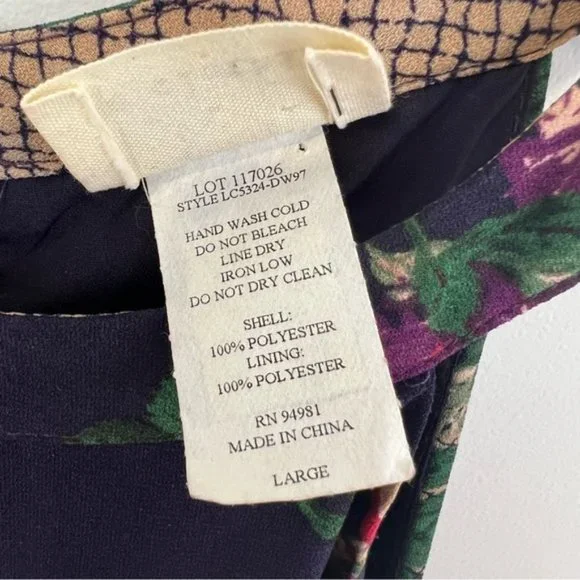 LOT 117026
STYLE LC5324-DW97
HAND WASH COLD
DO NOT BLEACH
LINE DRY
IRON LOW
DO NOT DRY CLEAN
SHELL:
100% POLYESTER
LINING:
100% POLYESTER
RN 94981
MADE IN CHINA
LARGE